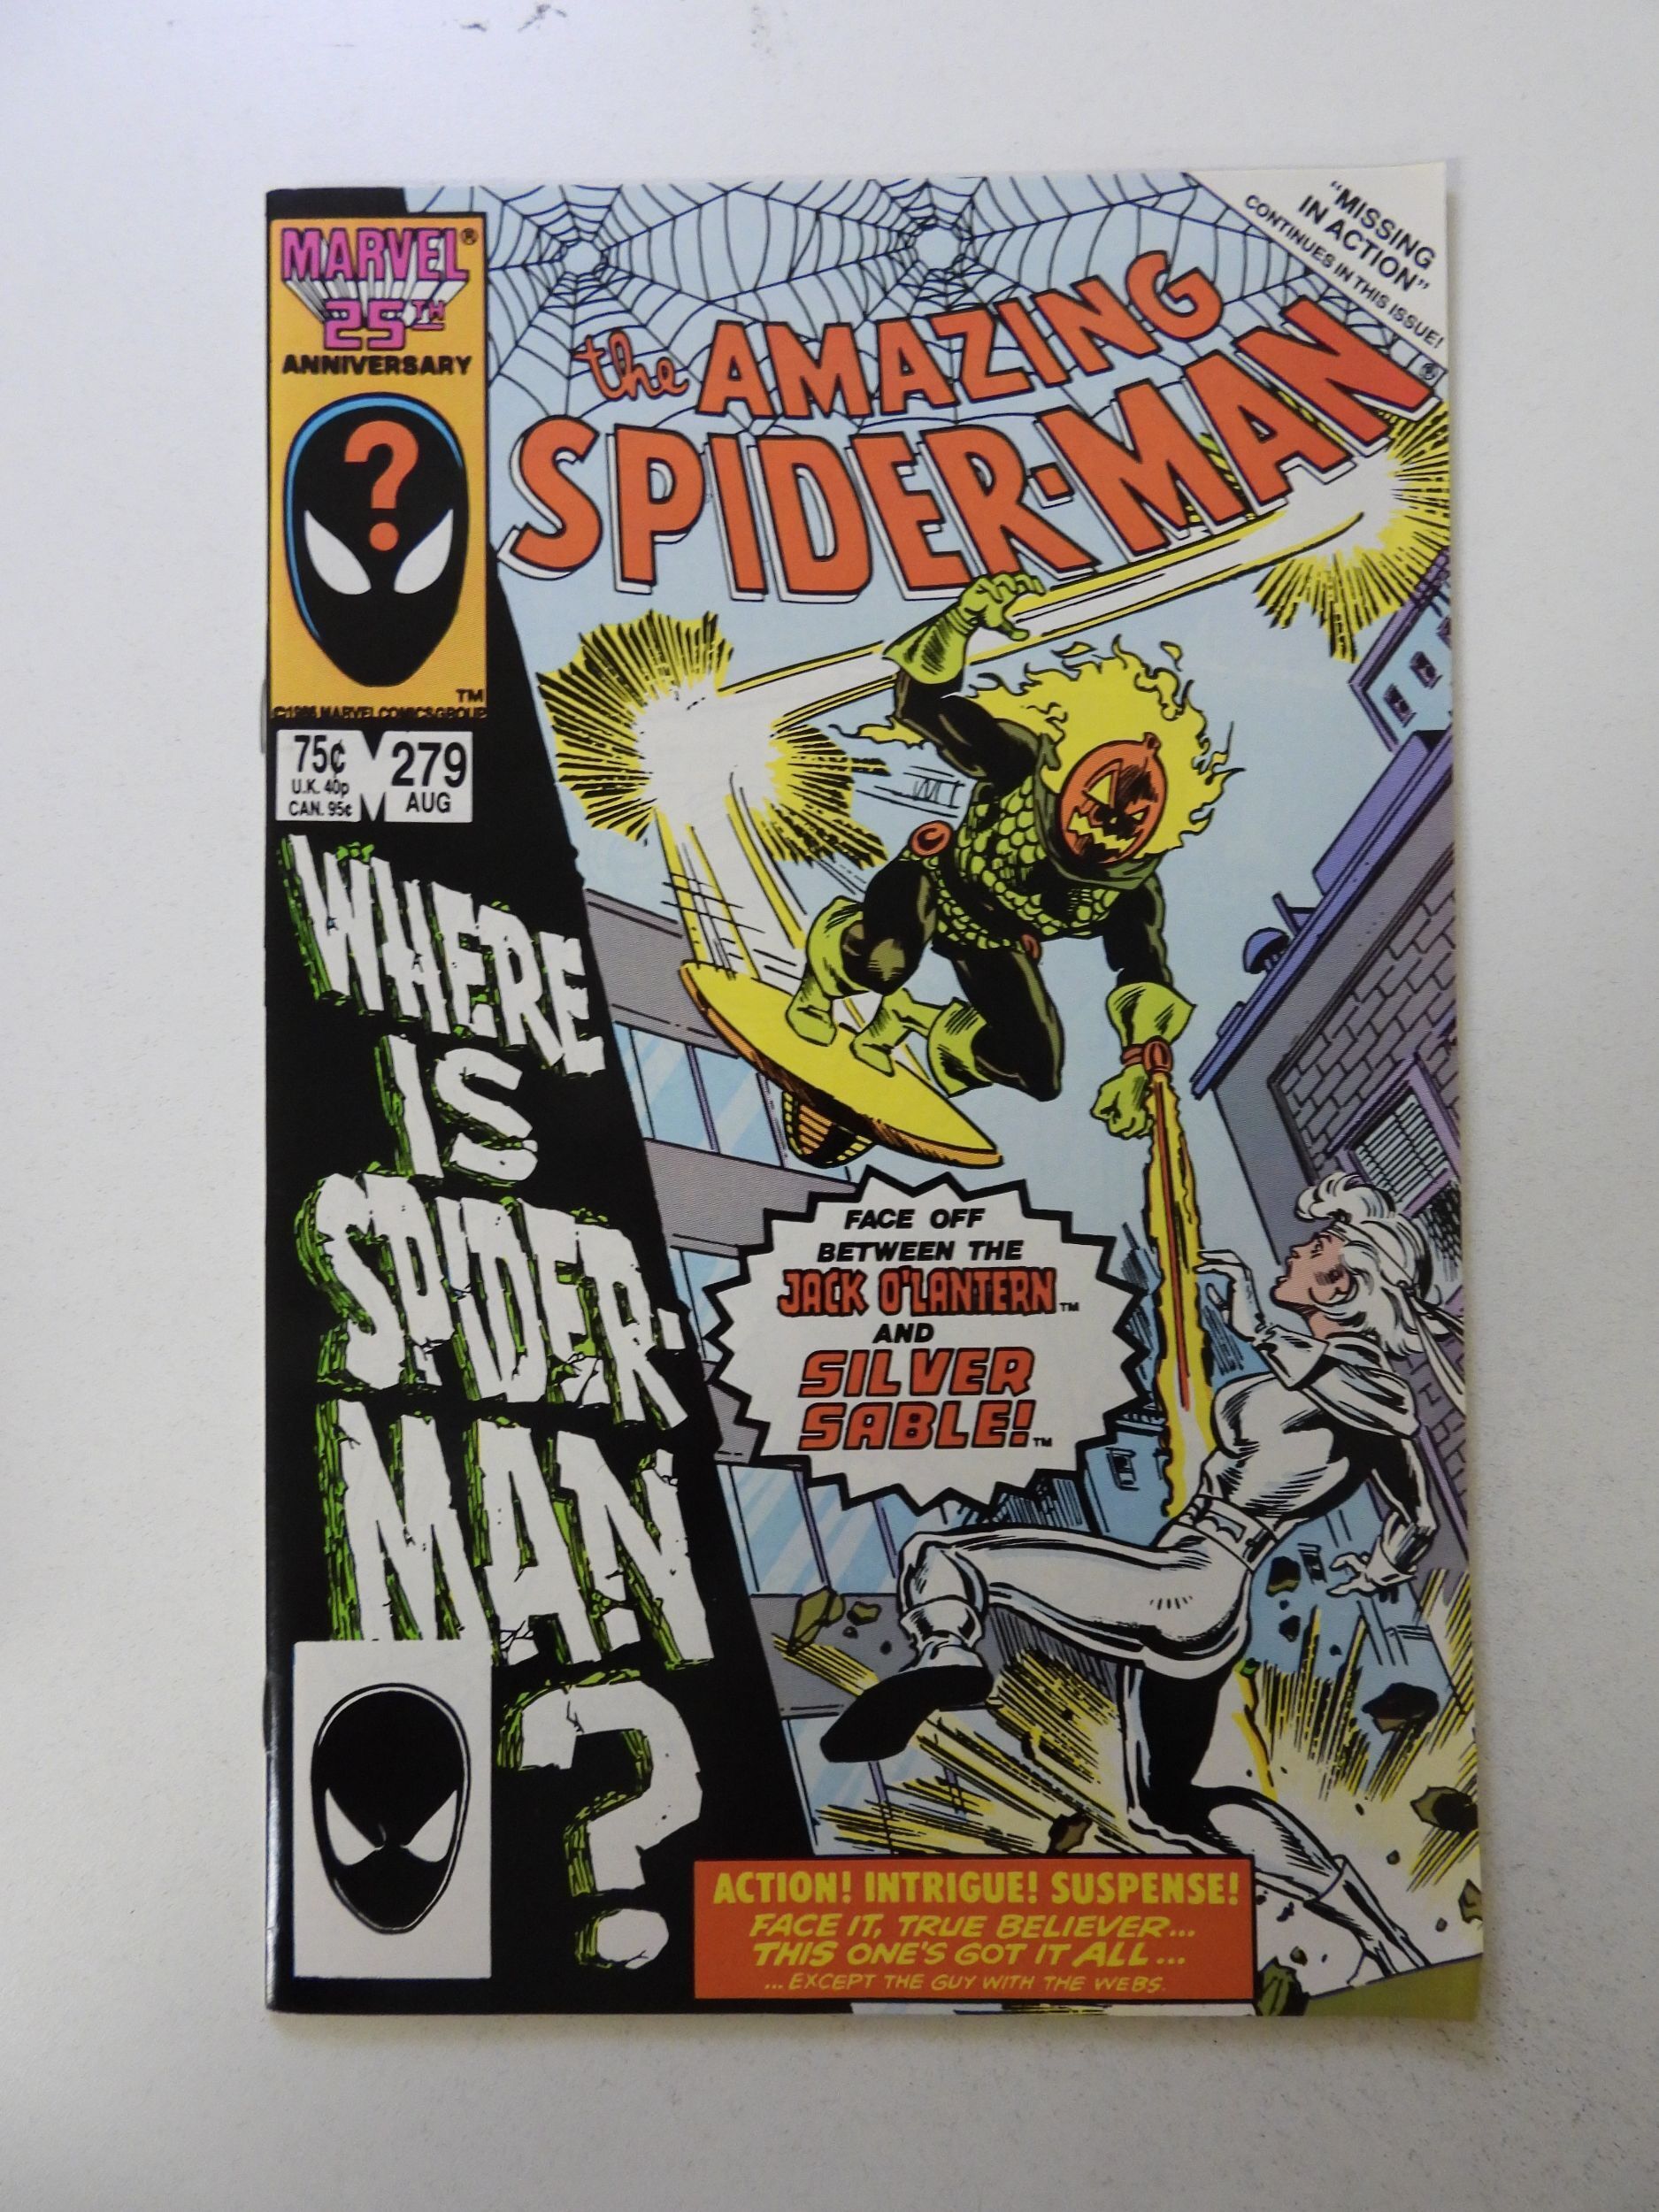 "MISSING
IN ACTION"
CONTINUES IN THIS ISSUE!
MARVEL®
25TH
ANNIVERSARY
?
TM
©1986 MARVEL COMICS GROUP
the AMAZING
SPIDER-MAN®
75¢
U.K. 40p
CAN. 95¢
279
AUG
WHERE
IS
SPIDER-
MAN
?
FACE OFF
BETWEEN THE
JACK O'LANTERN™
AND
SILVER
SABLE!™
ACTION! INTRIGUE! SUSPENSE!
FACE IT, TRUE BELIEVER...
THIS ONE'S GOT IT ALL...
...EXCEPT THE GUY WITH THE WEBS.